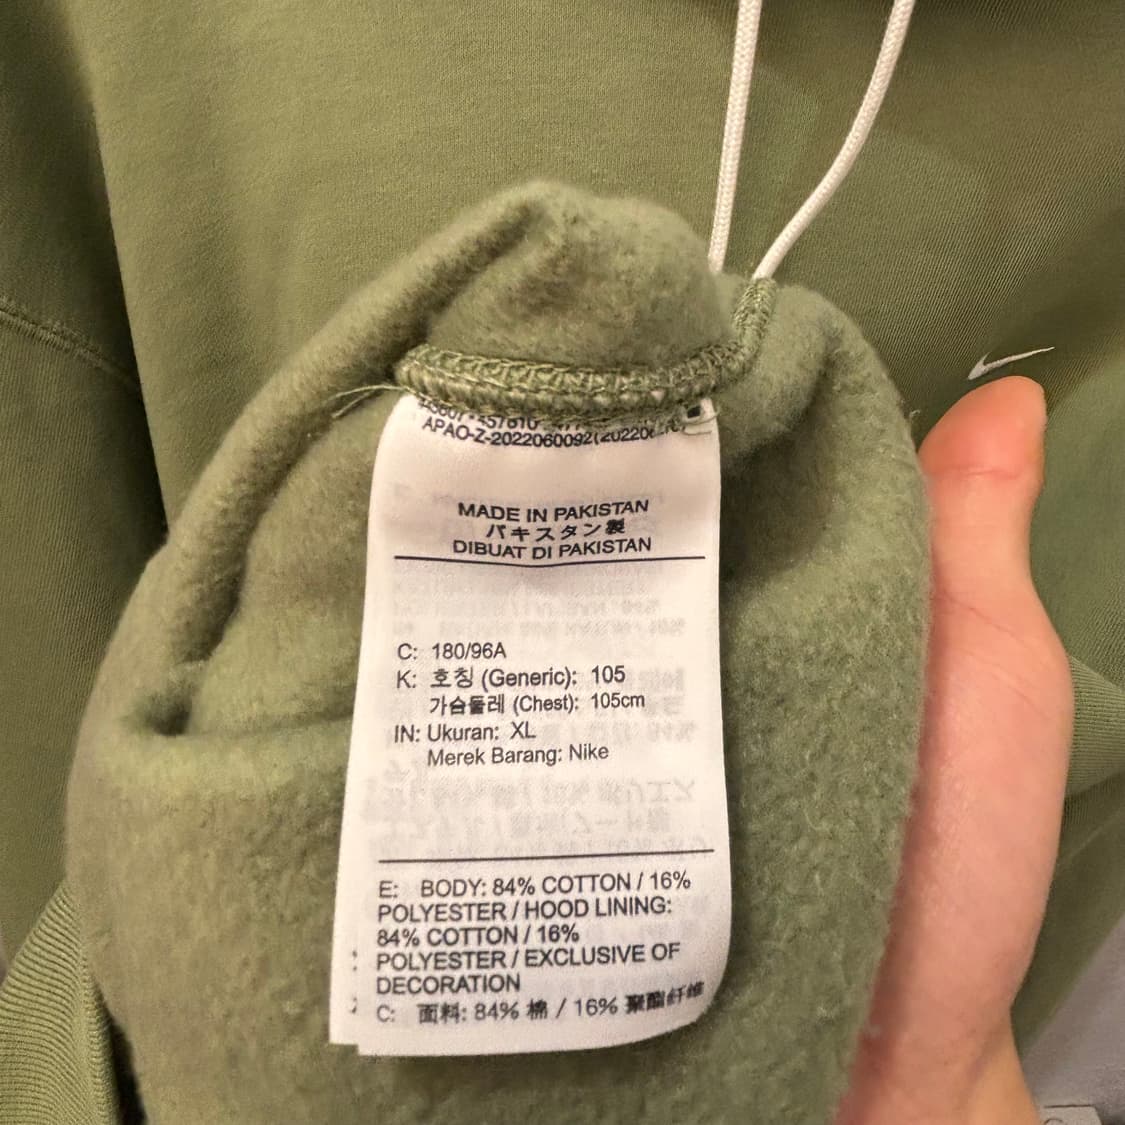 APAO-Z-2022060092(20220
MADE IN PAKISTAN
パキスタン製
DIBUAT DI PAKISTAN
C: 180/96A
K: 호칭 (Generic): 105
가슴둘레 (Chest): 105cm
IN: Ukuran: XL
Merek Barang: Nike
E: BODY: 84% COTTON / 16%
POLYESTER / HOOD LINING:
84% COTTON / 16%
POLYESTER / EXCLUSIVE OF
DECORATION
C: 面料: 84% 棉 / 16% 聚酯纤维